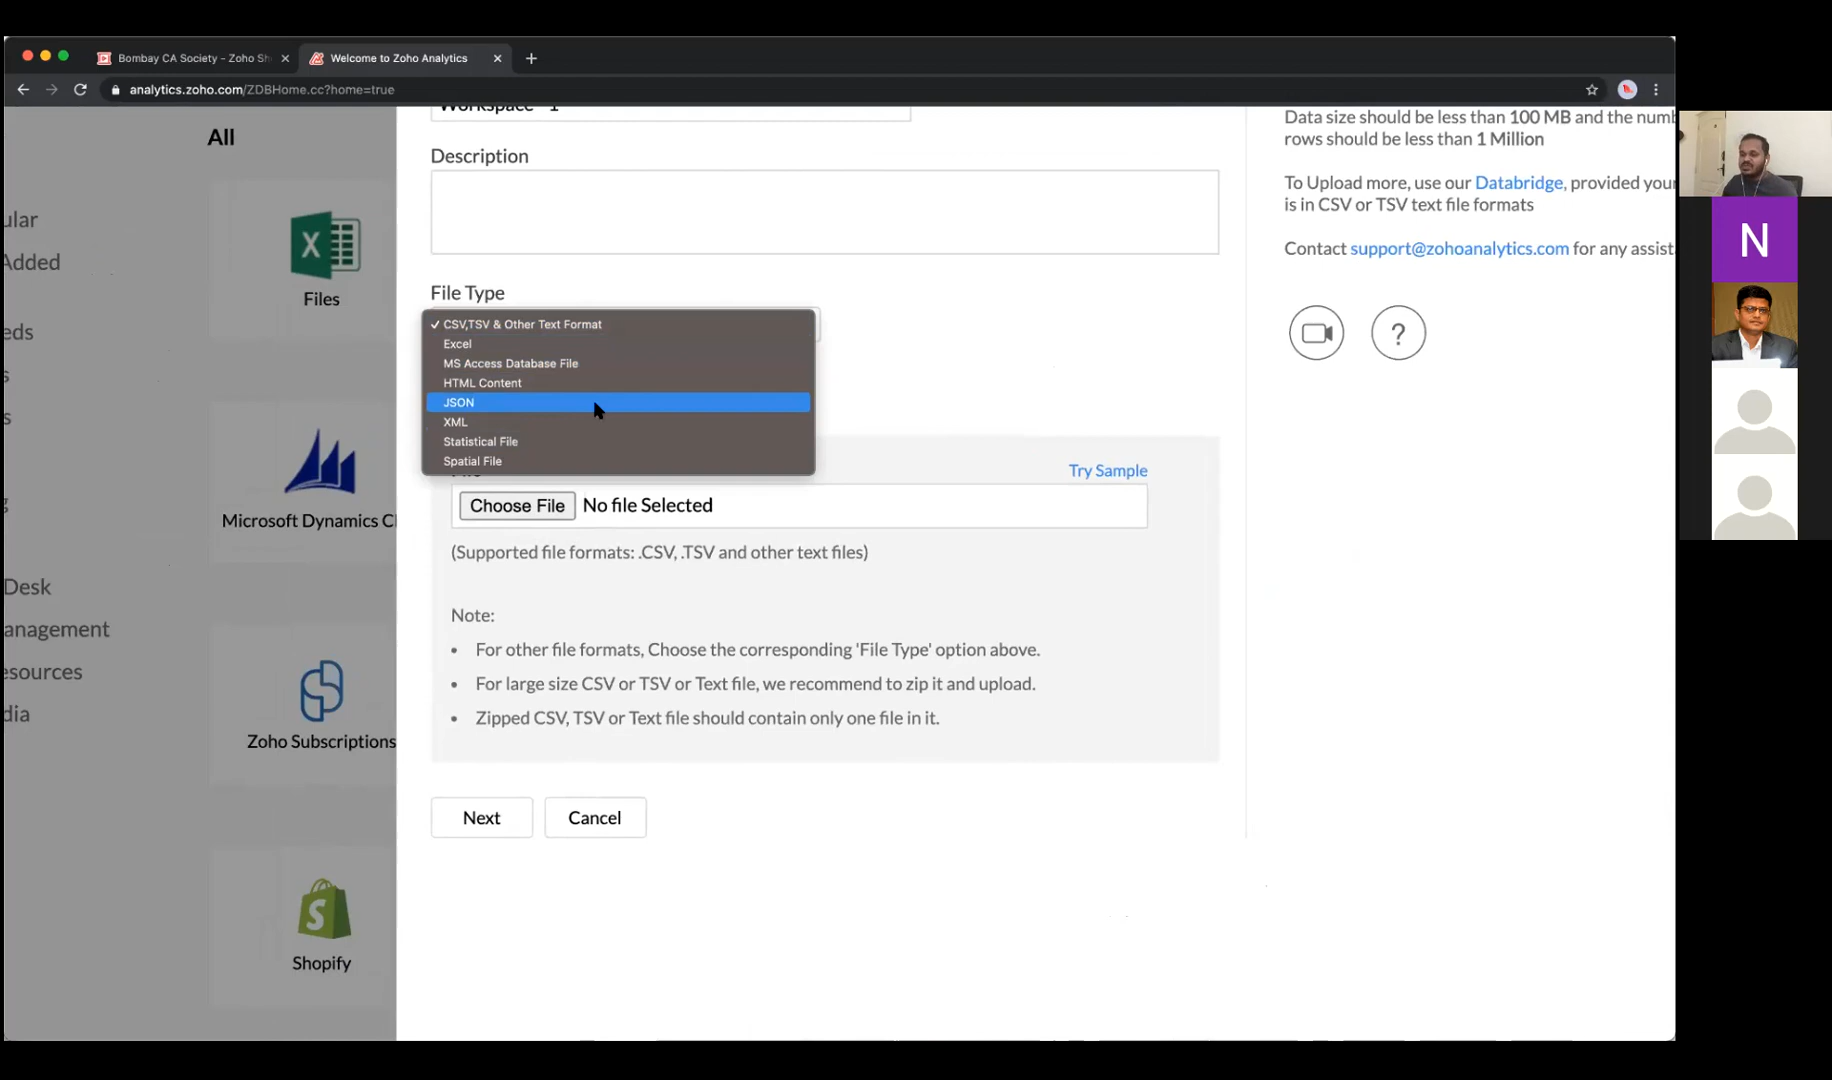 Bombay CA Society - Zoho Sh
Welcome to Zoho Analytics
analytics.zoho.com/ZDBHome.cc?home=true
All
ular
Added
eds
s
s
g
Desk
anagement
esources
dia
Files
Microsoft Dynamics C
Zoho Subscriptions
Shopify
Workspace - 1
Description
File Type
✓ CSV,TSV & Other Text Format
Excel
MS Access Database File
HTML Content
JSON
XML
Statistical File
Spatial File
Try Sample
Choose File No file Selected
(Supported file formats: .CSV, .TSV and other text files)
Note:
• For other file formats, Choose the corresponding 'File Type' option above.
• For large size CSV or TSV or Text file, we recommend to zip it and upload.
• Zipped CSV, TSV or Text file should contain only one file in it.
Next
Cancel
Data size should be less than 100 MB and the numb
rows should be less than 1 Million
To Upload more, use our Databridge, provided your
is in CSV or TSV text file formats
Contact support@zohoanalytics.com for any assist
?
N